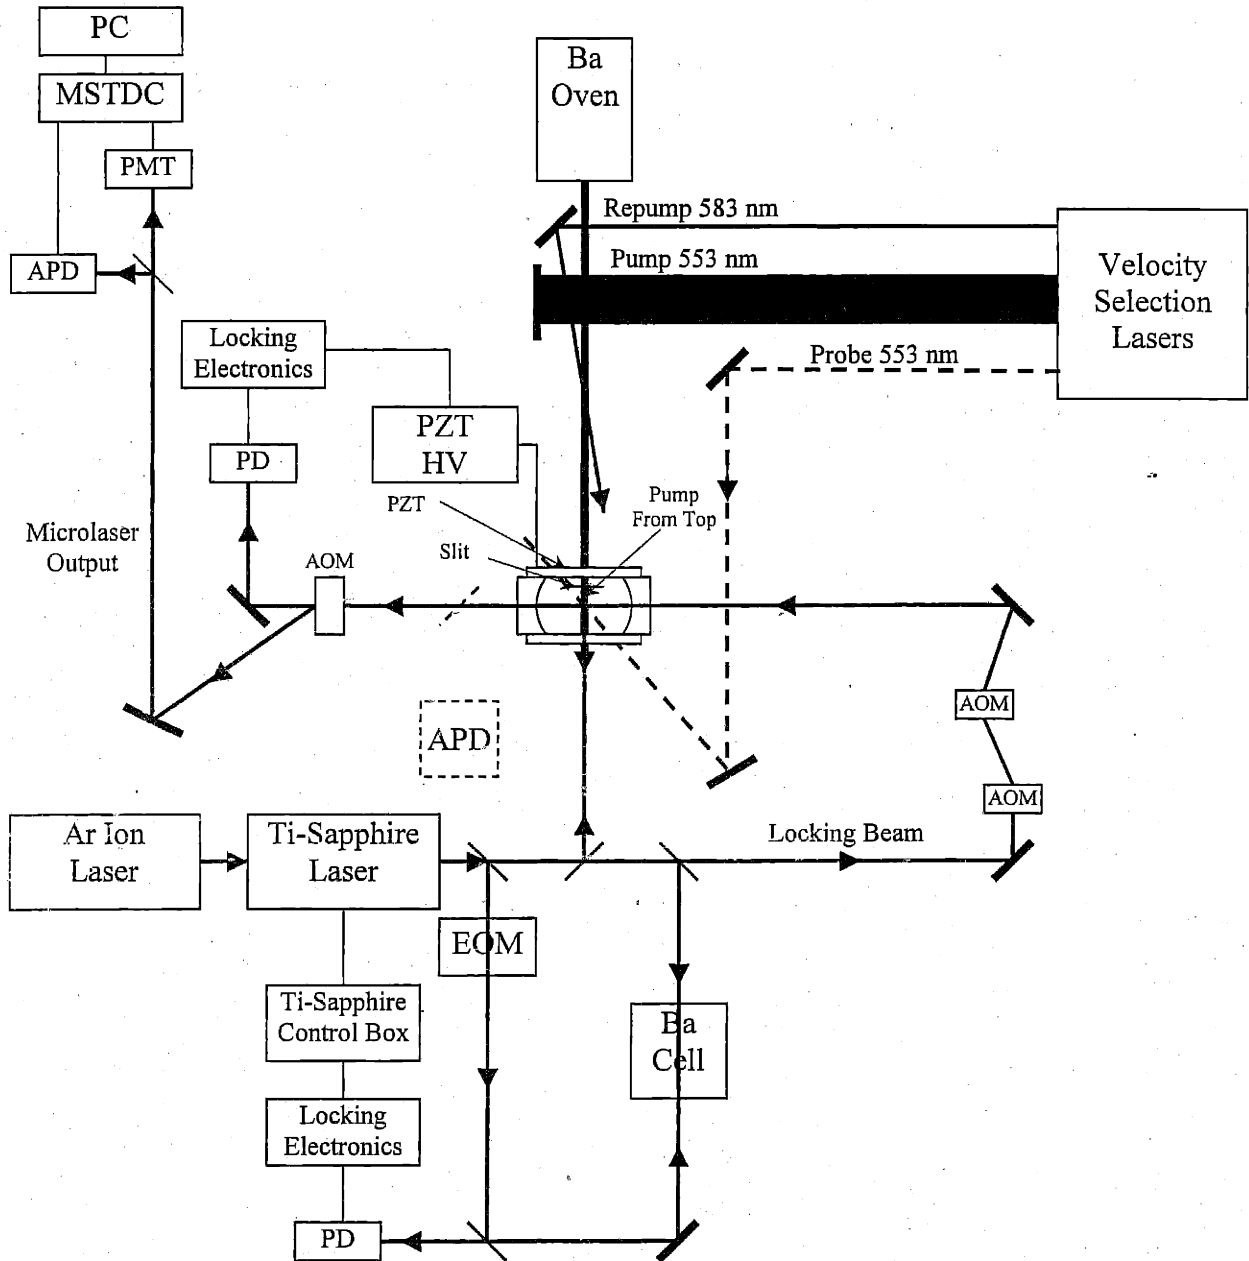 PC
MSTDC
PMT
APD
Ba
Oven
Repump 583 nm
Pump 553 nm
Velocity
Selection
Lasers
Probe 553 nm
Locking
Electronics
PZT
HV
PD
PZT
Pump
From Top
Slit
Microlaser
Output
AOM
AOM
APD
AOM
Ar Ion
Laser
Ti-Sapphire
Laser
Locking Beam
EOM
Ti-Sapphire
Control Box
Ba
Cell
Locking
Electronics
PD